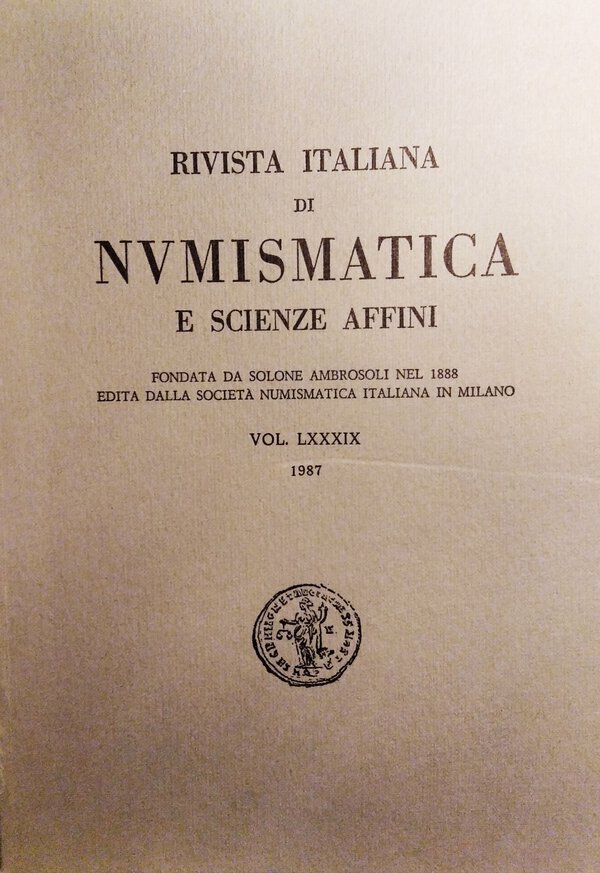 RIVISTA ITALIANA
DI
NVMISMATICA
E SCIENZE AFFINI
FONDATA DA SOLONE AMBROSOLI NEL 1888
EDITA DALLA SOCIETÀ NUMISMATICA ITALIANA IN MILANO
VOL. LXXXIX
1987